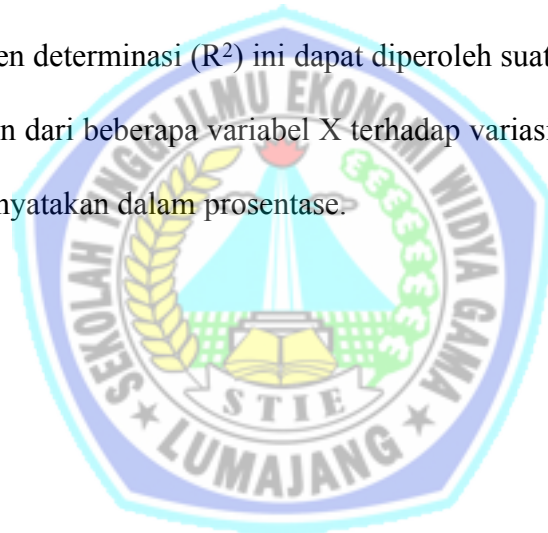 en determinasi (R²) ini dapat diperoleh suat
n dari beberapa variabel X terhadap varias
nyatakan dalam prosentase.
SEKOLAH TINGGI ILMU EKONOMI WIDYA GAMA
STIE
LUMAJANG